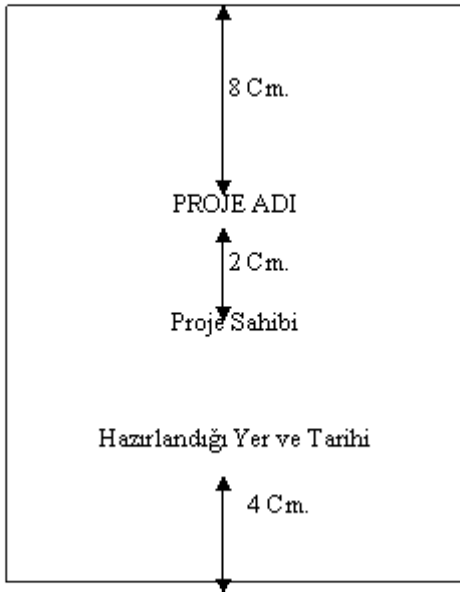 8 Cm.
PROJE ADI
2 Cm.
Proje Sahibi
Hazırlandığı Yer ve Tarihi
4 Cm.